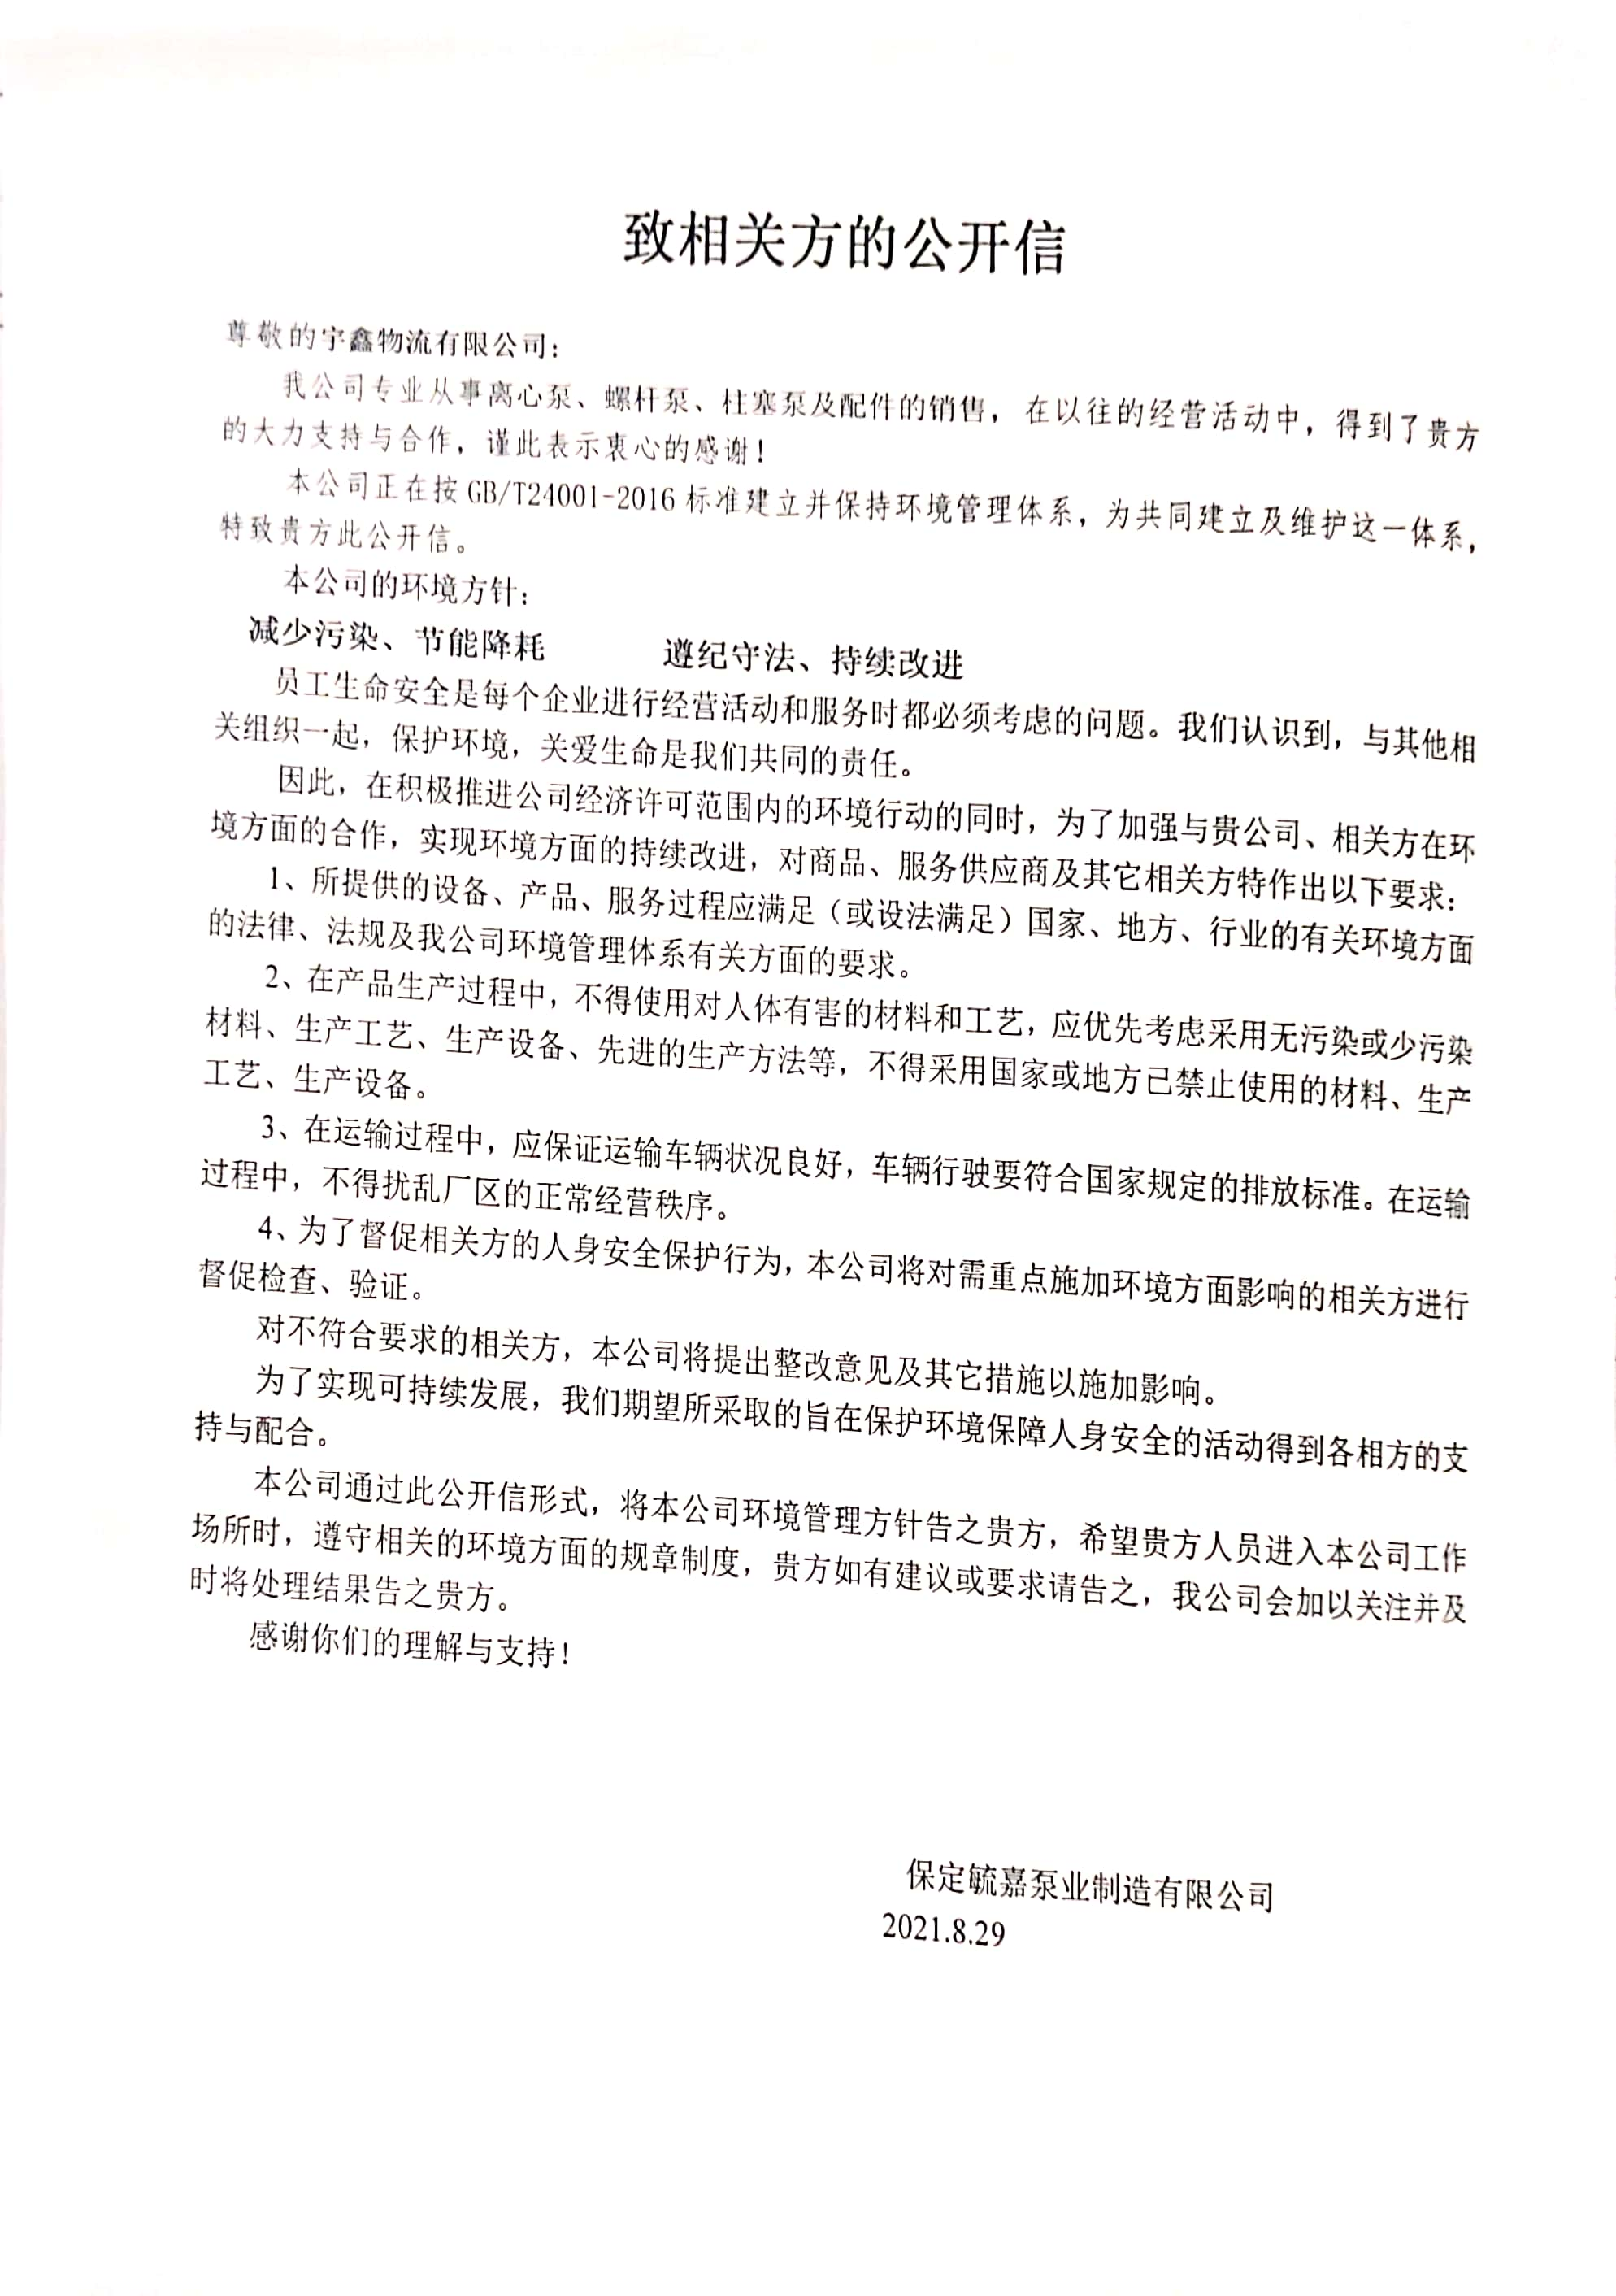 致相关方的公开信
尊敬的宇鑫物流有限公司：
我公司专业从事离心泵、螺杆泵、柱塞泵及配件的销售，在以往的经营活动中，得到了贵方
的大力支持与合作，谨此表示衷心的感谢！
本公司正在按GB/T24001-2016标准建立并保持环境管理体系，为共同建立及维护这一体系，
特致贵方此公开信。
本公司的环境方针：
减少污染、节能降耗 遵纪守法、持续改进
员工生命安全是每个企业进行经营活动和服务时都必须考虑的问题。我们认识到，与其他相
关组织一起，保护环境，关爱生命是我们共同的责任。
因此，在积极推进公司经济许可范围内的环境行动的同时，为了加强与贵公司、相关方在环
境方面的合作，实现环境方面的持续改进，对商品、服务供应商及其它相关方特作出以下要求：
1、所提供的设备、产品、服务过程应满足（或设法满足）国家、地方、行业的有关环境方面
的法律、法规及我公司环境管理体系有关方面的要求。
2、在产品生产过程中，不得使用对人体有害的材料和工艺，应优先考虑采用无污染或少污染
材料、生产工艺、生产设备、先进的生产方法等，不得采用国家或地方已禁止使用的材料、生产
工艺、生产设备。
3、在运输过程中，应保证运输车辆状况良好，车辆行驶要符合国家规定的排放标准。在运输
过程中，不得扰乱厂区的正常经营秩序。
4、为了督促相关方的人身安全保护行为，本公司将对需重点施加环境方面影响的相关方进行
督促检查、验证。
对不符合要求的相关方，本公司将提出整改意见及其它措施以施加影响。
为了实现可持续发展，我们期望所采取的旨在保护环境保障人身安全的活动得到各相方的支
持与配合。
本公司通过此公开信形式，将本公司环境管理方针告之贵方，希望贵方人员进入本公司工作
场所时，遵守相关的环境方面的规章制度，贵方如有建议或要求请告之，我公司会加以关注并及
时将处理结果告之贵方。
感谢你们的理解与支持！
保定毓嘉泵业制造有限公司
2021.8.29